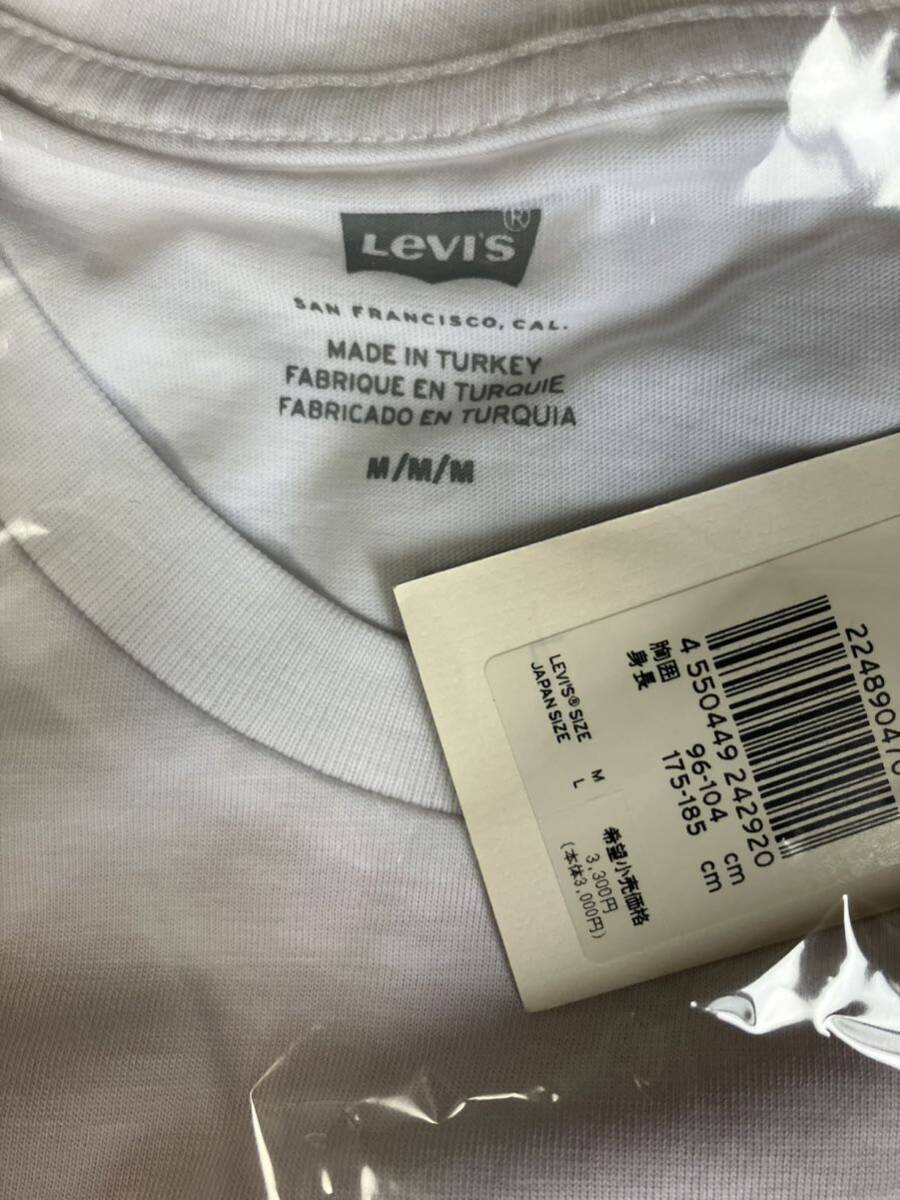 LEVI'S ®
SAN FRANCISCO, CAL.
MADE IN TURKEY
FABRIQUE EN TURQUIE
FABRICADO EN TURQUIA
M/M/M
4 550449 242920
胸囲 96-104 cm
身長 175-185 cm
LEVI'S® SIZE M
JAPAN SIZE L
希望小売価格
3,300円
(本体3,000円)